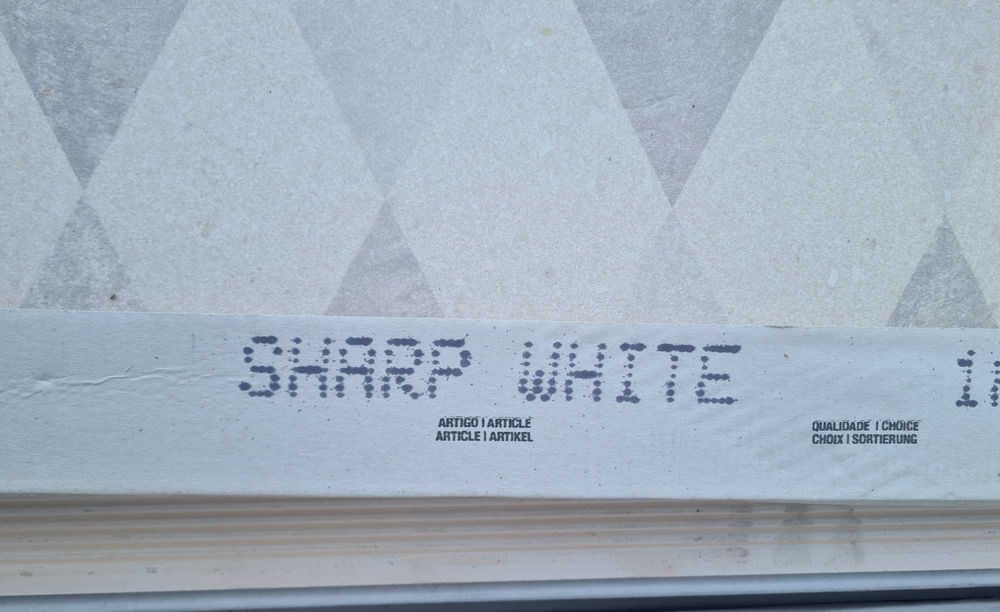 SHARP WHITE
ARTIGO | ARTICLE
ARTICLE | ARTIKEL
QUALIDADE | CHOICE
CHOIX | SORTIERUNG